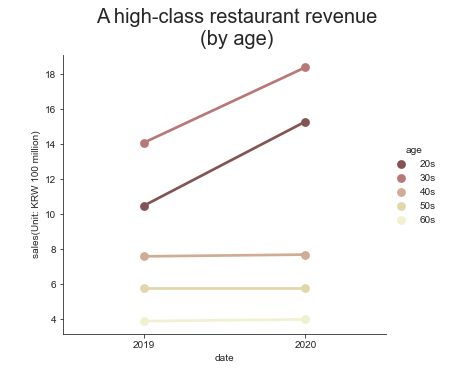 A high-class restaurant revenue
(by age)
sales(Unit: KRW 100 million)
18
16
14
12
10
8
6
4
2019
2020
date
age
20s
30s
40s
50s
60s